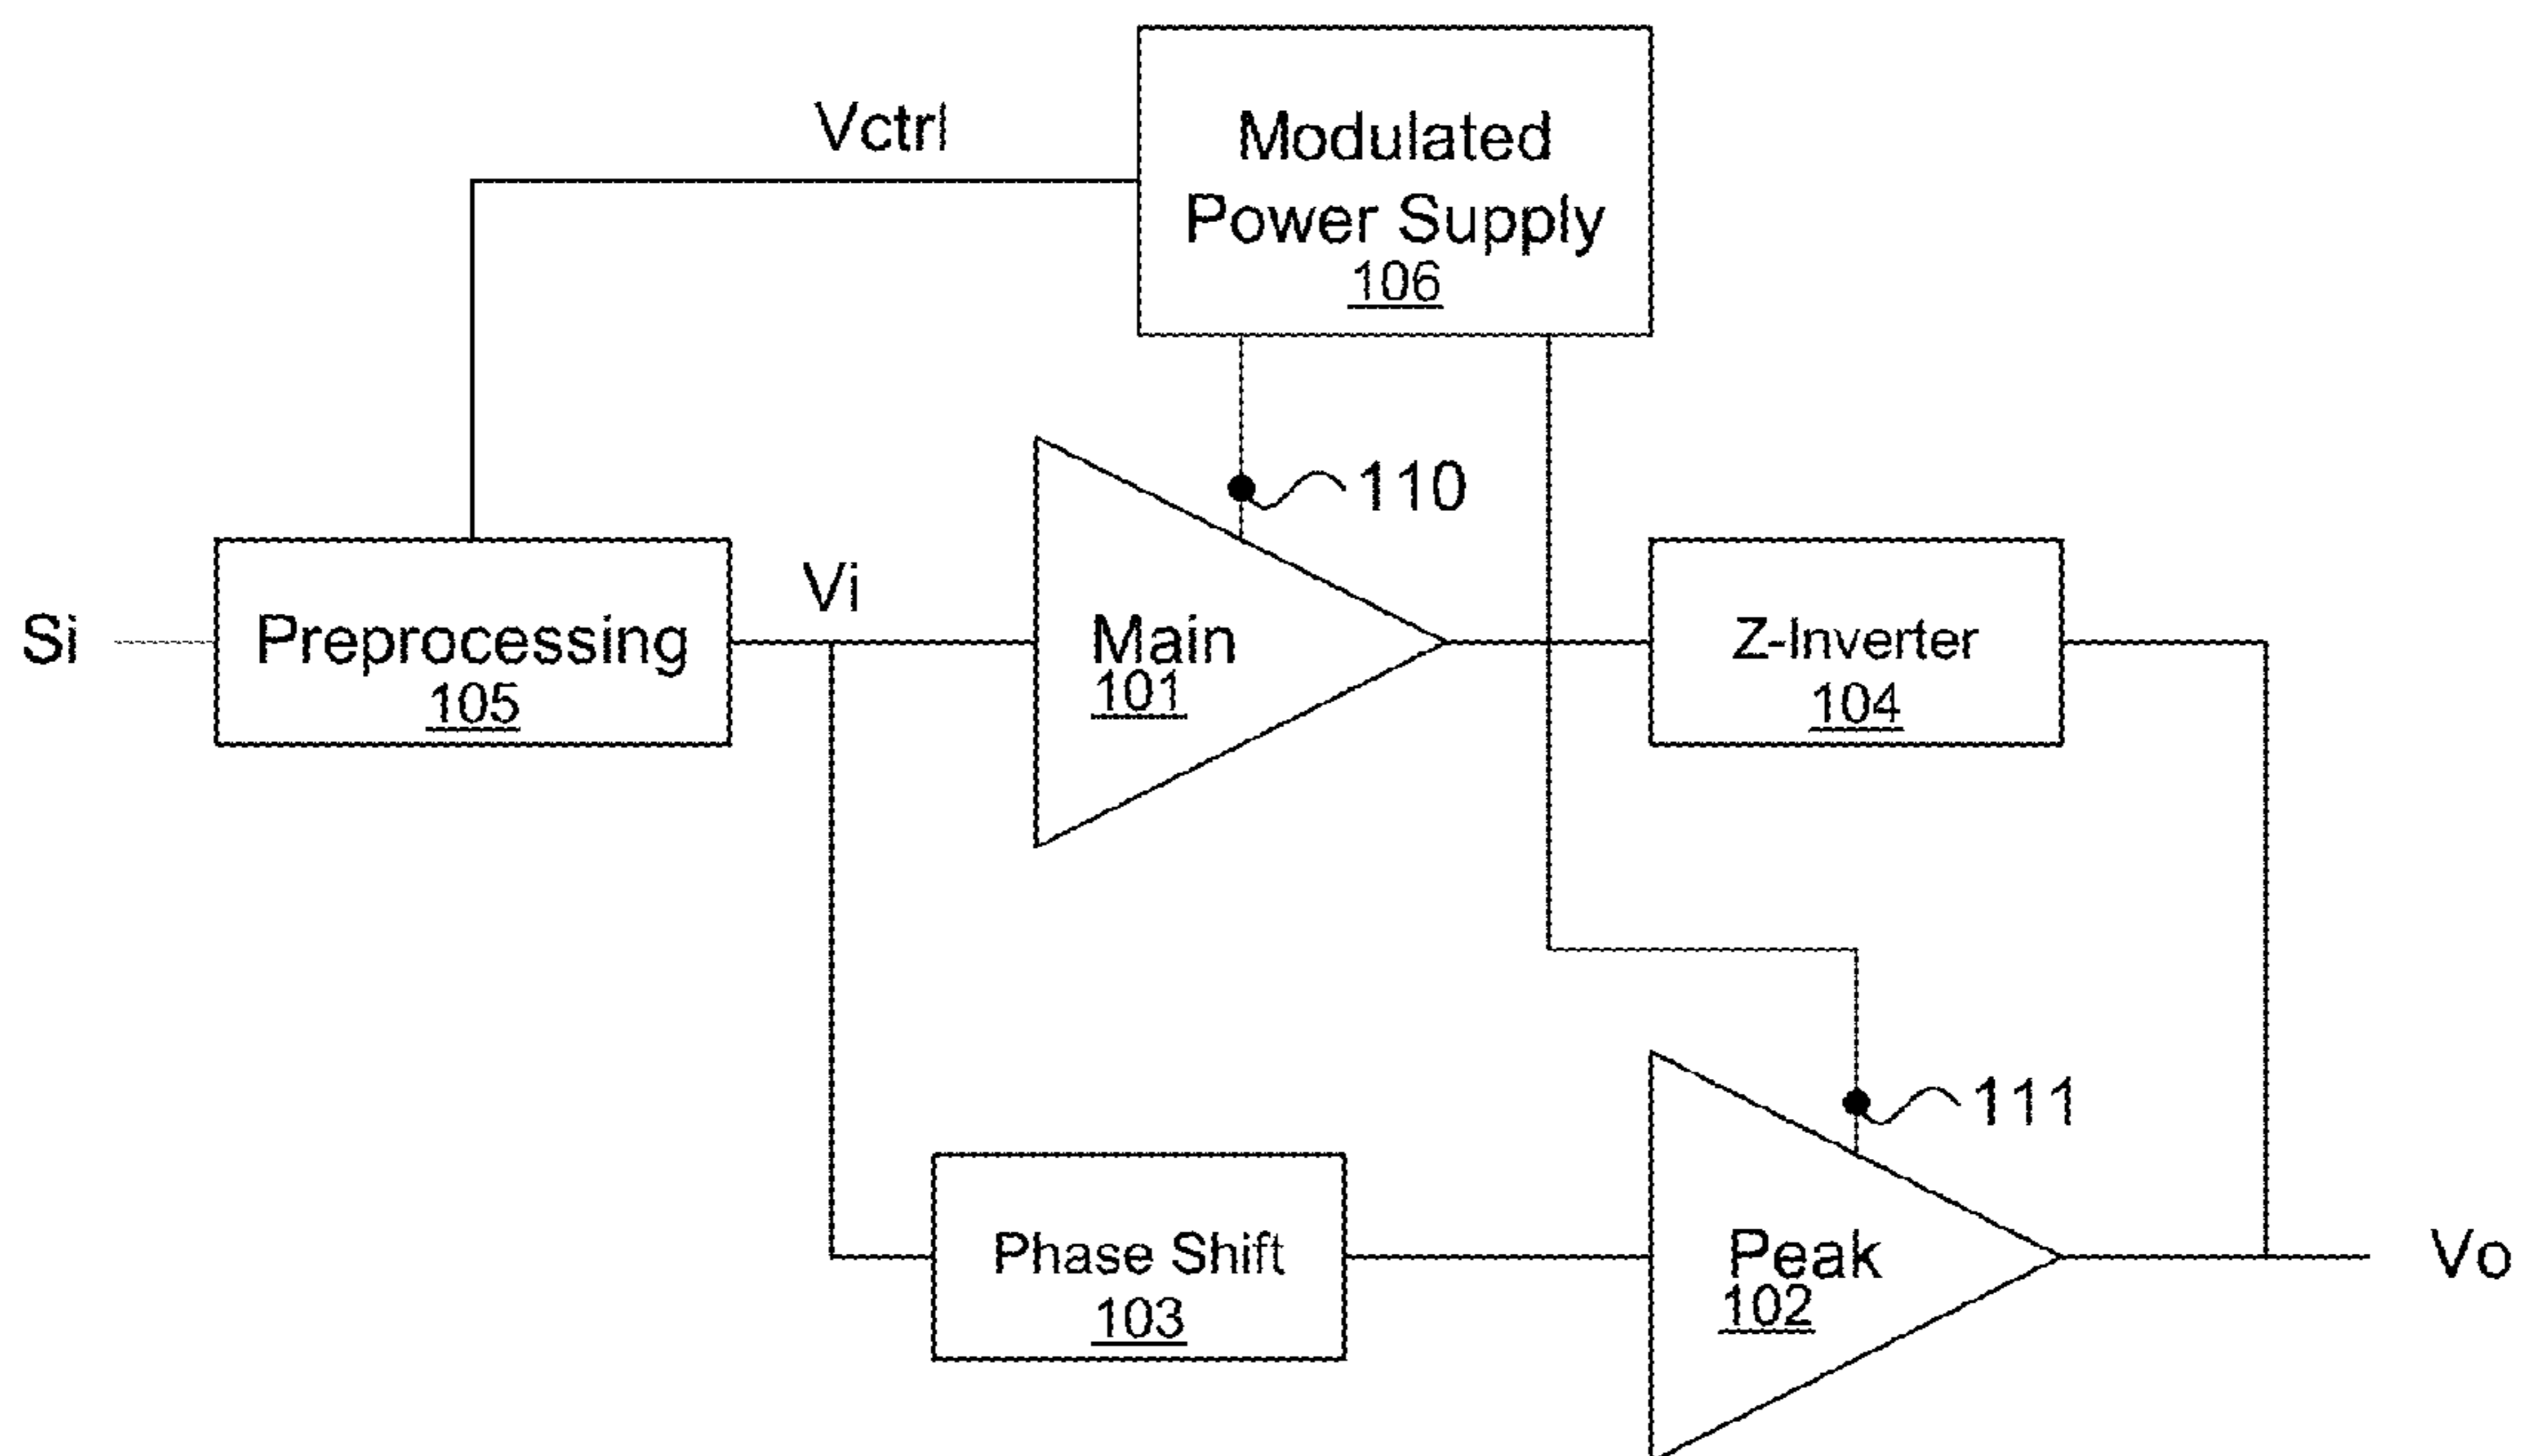 Vctrl
Modulated
Power Supply
106
110
Si
Preprocessing
105
Vi
Main
101
Z-Inverter
104
111
Phase Shift
103
Peak
102
Vo